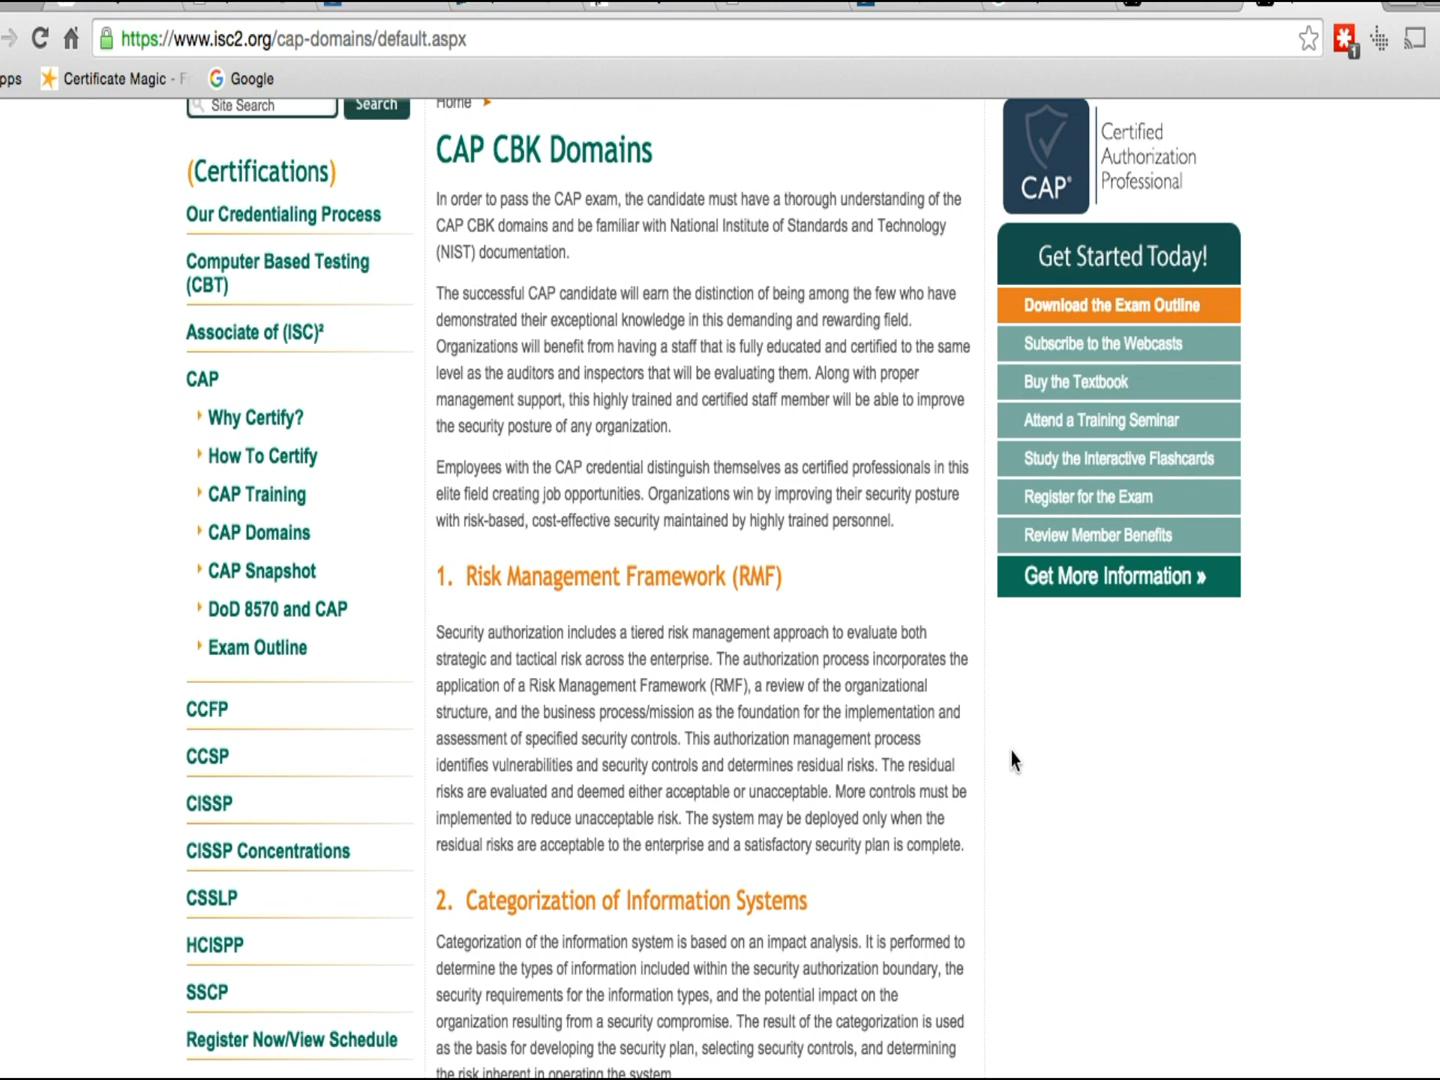 https://www.isc2.org/cap-domains/default.aspx
1
pps
Certificate Magic - F
Google
Site Search
Search
(Certifications)
Our Credentialing Process
Computer Based Testing
(CBT)
Associate of (ISC)²
CAP
Why Certify?
How To Certify
CAP Training
CAP Domains
CAP Snapshot
DoD 8570 and CAP
Exam Outline
CCFP
CCSP
CISSP
CISSP Concentrations
CSSLP
HCISPP
SSCP
Register Now/View Schedule
Home
CAP CBK Domains
In order to pass the CAP exam, the candidate must have a thorough understanding of the
CAP CBK domains and be familiar with National Institute of Standards and Technology
(NIST) documentation.
The successful CAP candidate will earn the distinction of being among the few who have
demonstrated their exceptional knowledge in this demanding and rewarding field.
Organizations will benefit from having a staff that is fully educated and certified to the same
level as the auditors and inspectors that will be evaluating them. Along with proper
management support, this highly trained and certified staff member will be able to improve
the security posture of any organization.
Employees with the CAP credential distinguish themselves as certified professionals in this
elite field creating job opportunities. Organizations win by improving their security posture
with risk-based, cost-effective security maintained by highly trained personnel.
1. Risk Management Framework (RMF)
Security authorization includes a tiered risk management approach to evaluate both
strategic and tactical risk across the enterprise. The authorization process incorporates the
application of a Risk Management Framework (RMF), a review of the organizational
structure, and the business process/mission as the foundation for the implementation and
assessment of specified security controls. This authorization management process
identifies vulnerabilities and security controls and determines residual risks. The residual
risks are evaluated and deemed either acceptable or unacceptable. More controls must be
implemented to reduce unacceptable risk. The system may be deployed only when the
residual risks are acceptable to the enterprise and a satisfactory security plan is complete.
2. Categorization of Information Systems
Categorization of the information system is based on an impact analysis. It is performed to
determine the types of information included within the security authorization boundary, the
security requirements for the information types, and the potential impact on the
organization resulting from a security compromise. The result of the categorization is used
as the basis for developing the security plan, selecting security controls, and determining
the risk inherent in operating the system
CAP®
Certified
Authorization
Professional
Get Started Today!
Download the Exam Outline
Subscribe to the Webcasts
Buy the Textbook
Attend a Training Seminar
Study the Interactive Flashcards
Register for the Exam
Review Member Benefits
Get More Information »